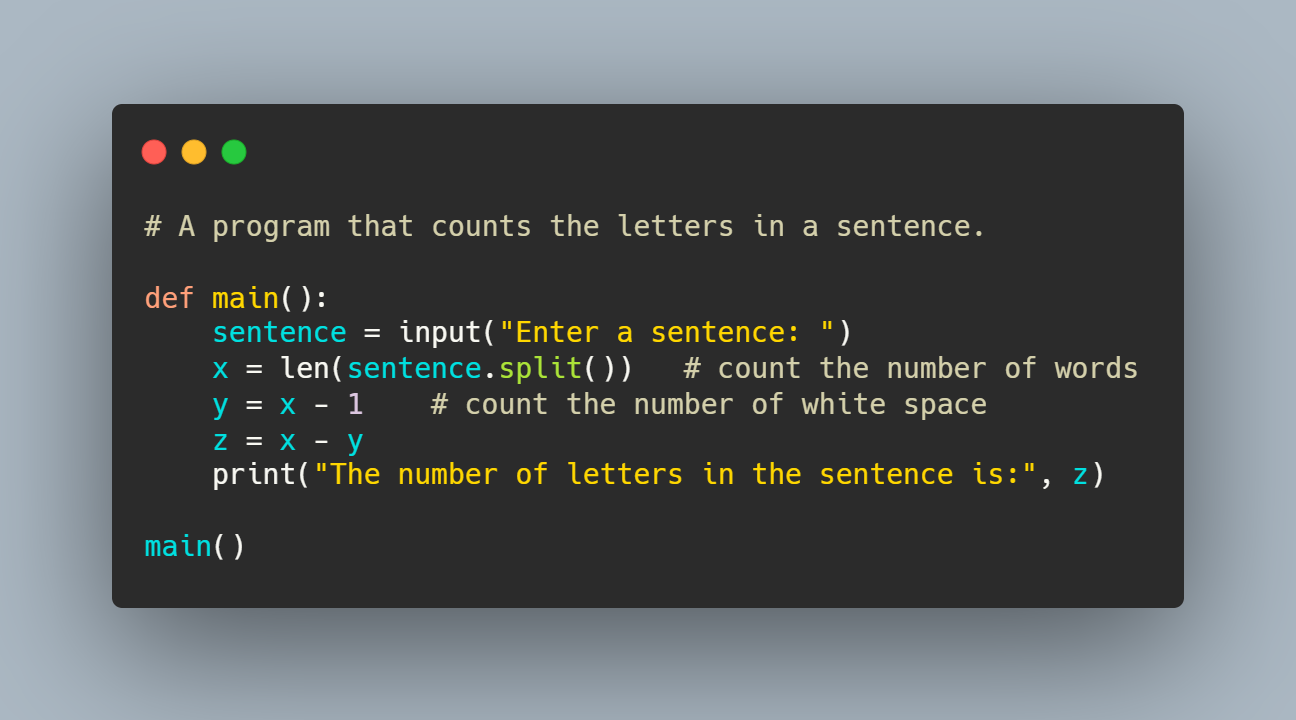 # A program that counts the letters in a sentence.
def main():
    sentence = input("Enter a sentence: ")
    x = len(sentence.split())   # count the number of words
    y = x - 1    # count the number of white space
    z = x - y
    print("The number of letters in the sentence is:", z)
main()